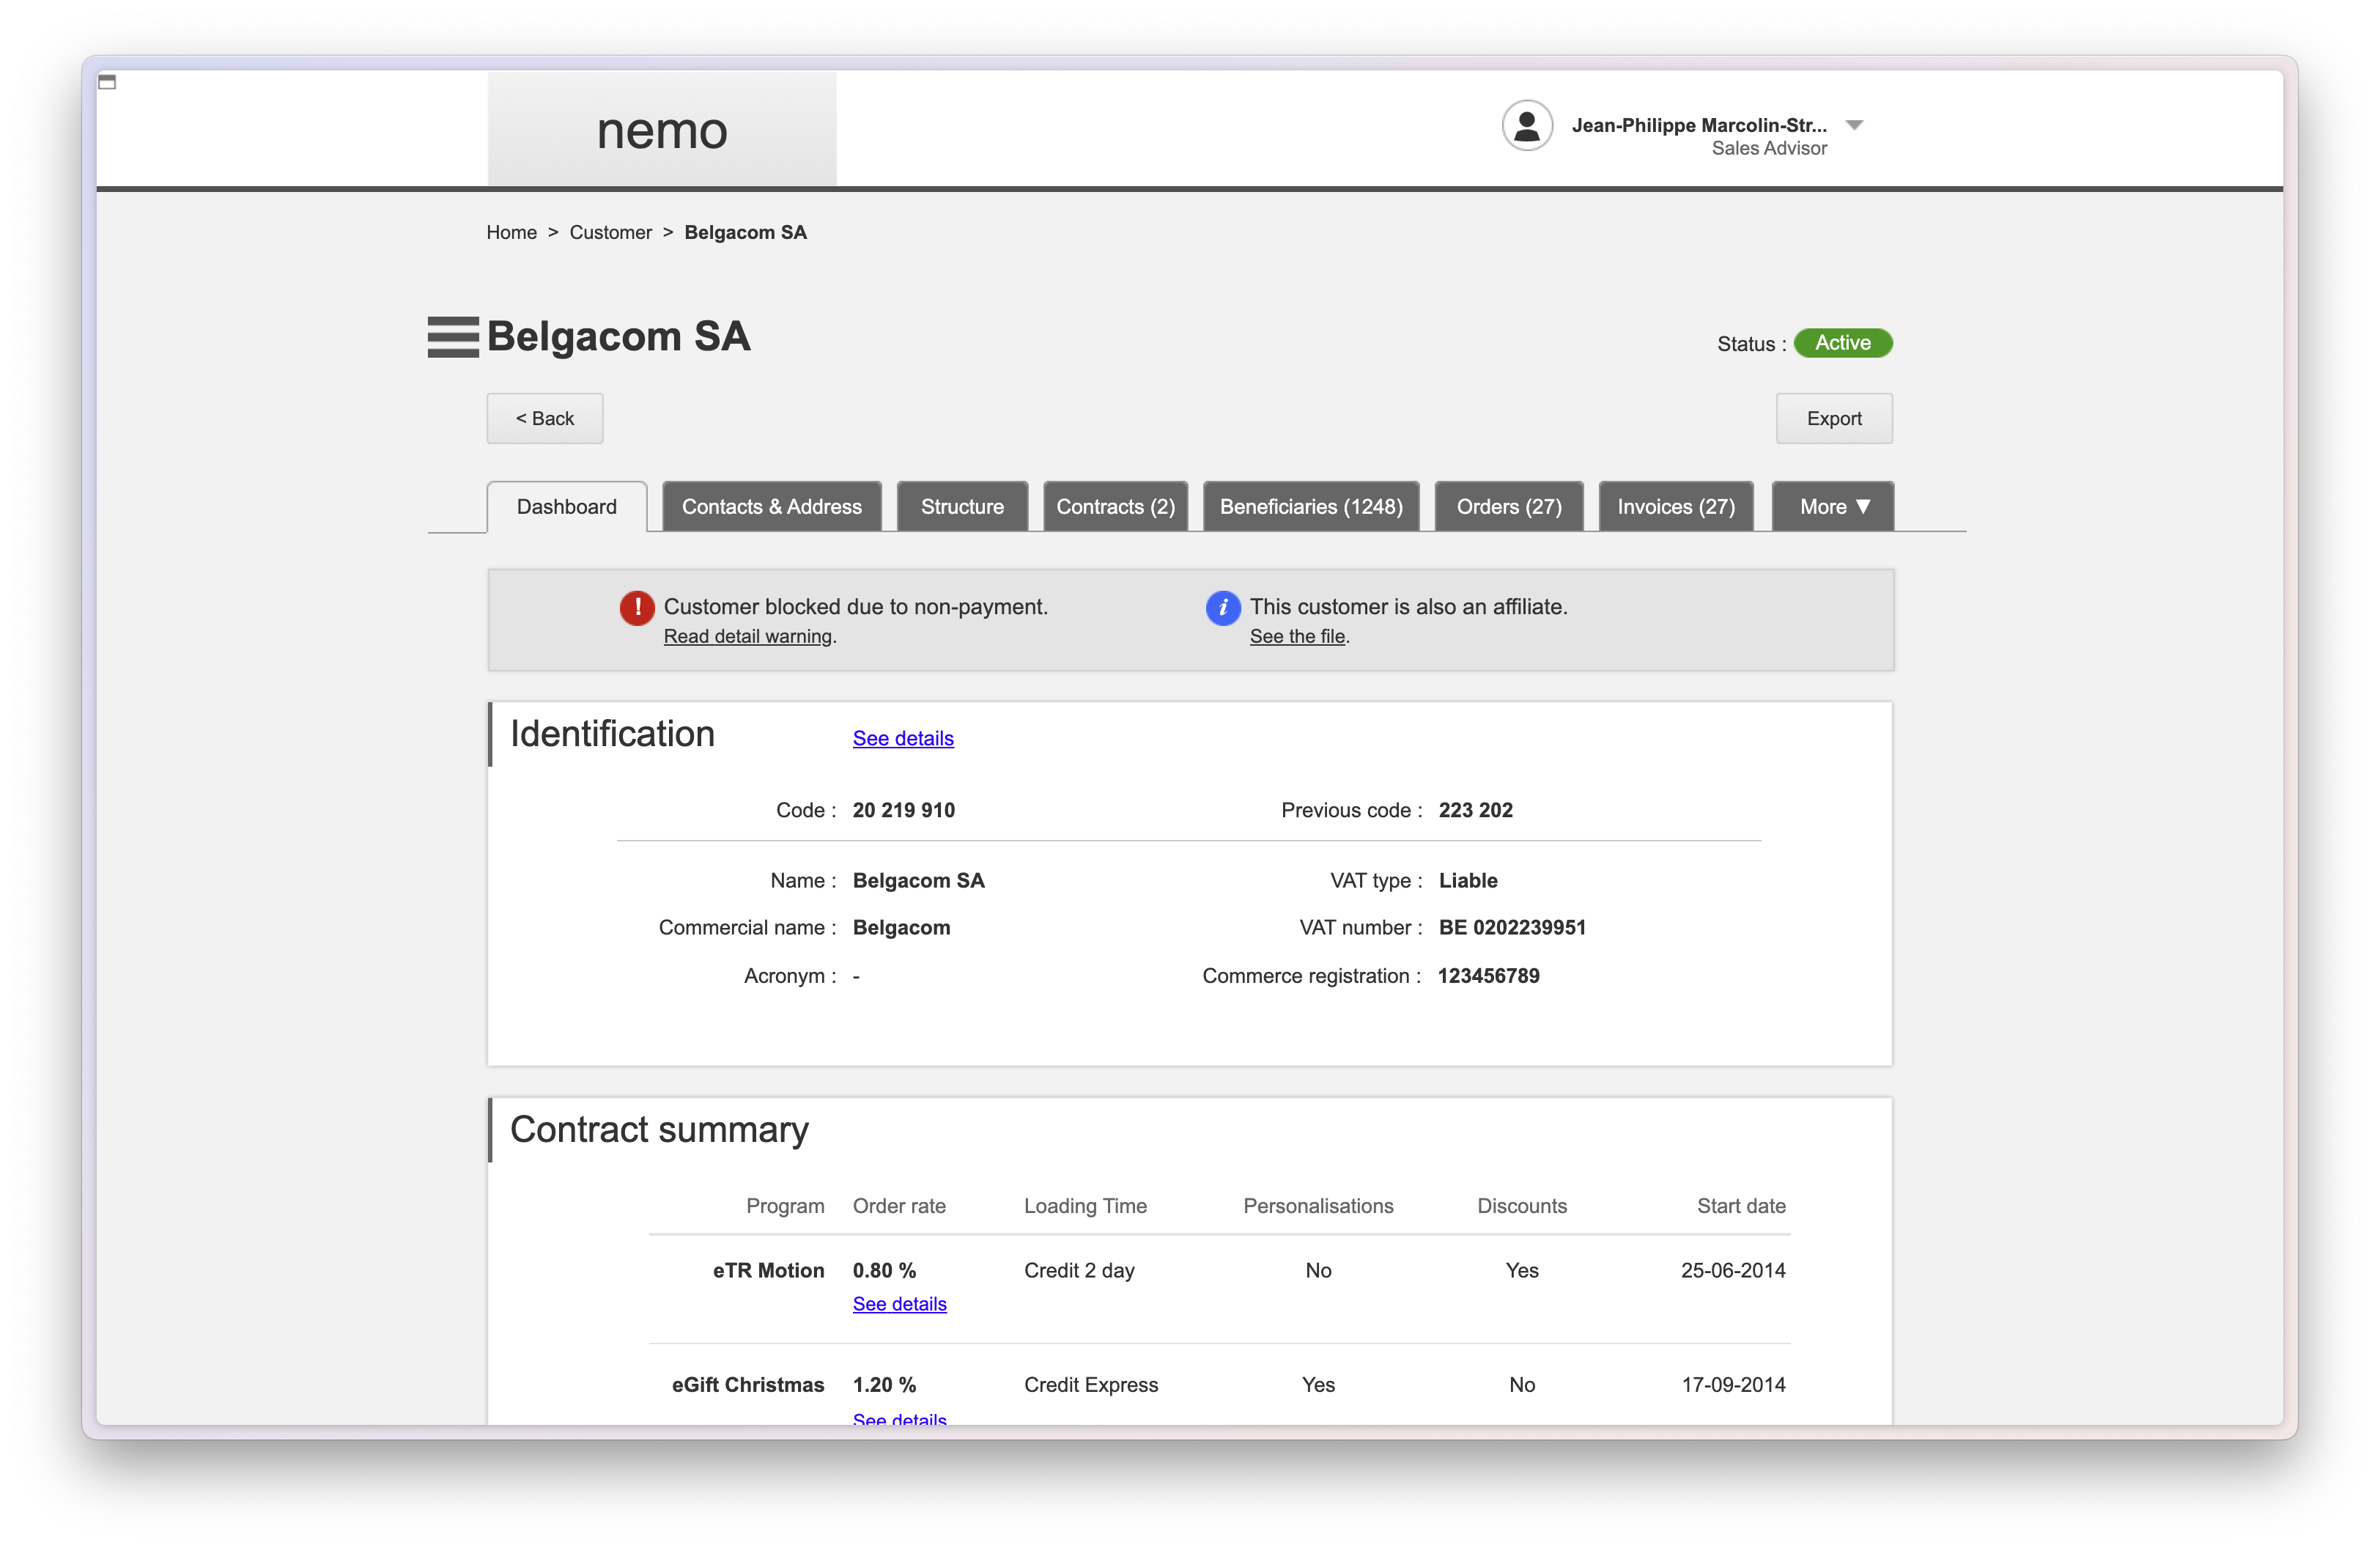 nemo
Jean-Philippe Marcolin-Str...
Sales Advisor
Home > Customer > Belgacom SA
Belgacom SA
Status : Active
< Back
Export
Dashboard Contacts & Address Structure Contracts (2) Beneficiaries (1248) Orders (27) Invoices (27) More ▼
! Customer blocked due to non-payment.
Read detail warning.
i This customer is also an affiliate.
See the file.
Identification See details
Code : 20 219 910 Previous code : 223 202
Name : Belgacom SA VAT type : Liable
Commercial name : Belgacom VAT number : BE 0202239951
Acronym : - Commerce registration : 123456789
Contract summary
Program Order rate Loading Time Personalisations Discounts Start date
eTR Motion 0.80 % Credit 2 day No Yes 25-06-2014
See details
eGift Christmas 1.20 % Credit Express Yes No 17-09-2014
See details